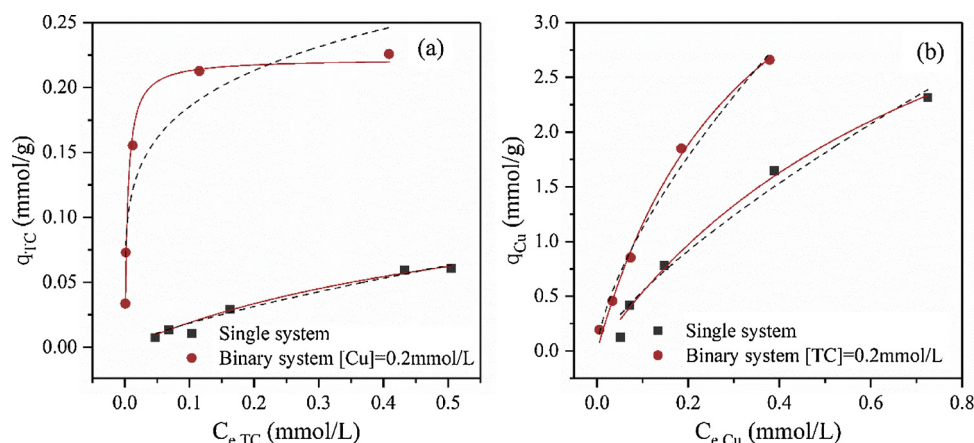 (a)
0.25
0.20
0.15
0.10
0.05
0.00
q_TC (mmol/g)
Single system
Binary system [Cu]=0.2mmol/L
0.0 0.1 0.2 0.3 0.4 0.5
C_e,TC (mmol/L)
(b)
3.0
2.5
2.0
1.5
1.0
0.5
0.0
q_Cu (mmol/g)
Single system
Binary system [TC]=0.2mmol/L
0.0 0.2 0.4 0.6 0.8
C_e,Cu (mmol/L)